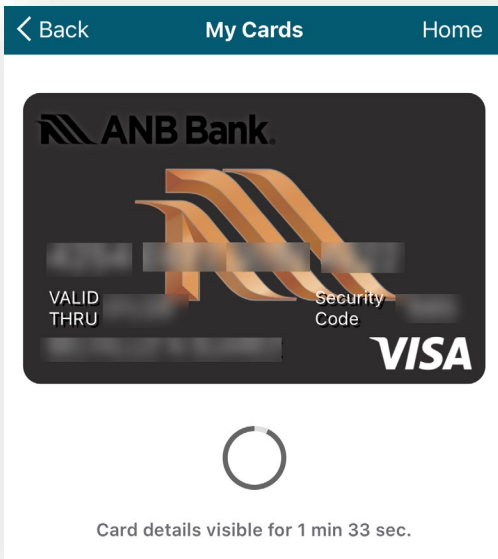 Back
My Cards
Home
ANB Bank.
VALID
THRU
Security
Code
VISA
Card details visible for 1 min 33 sec.